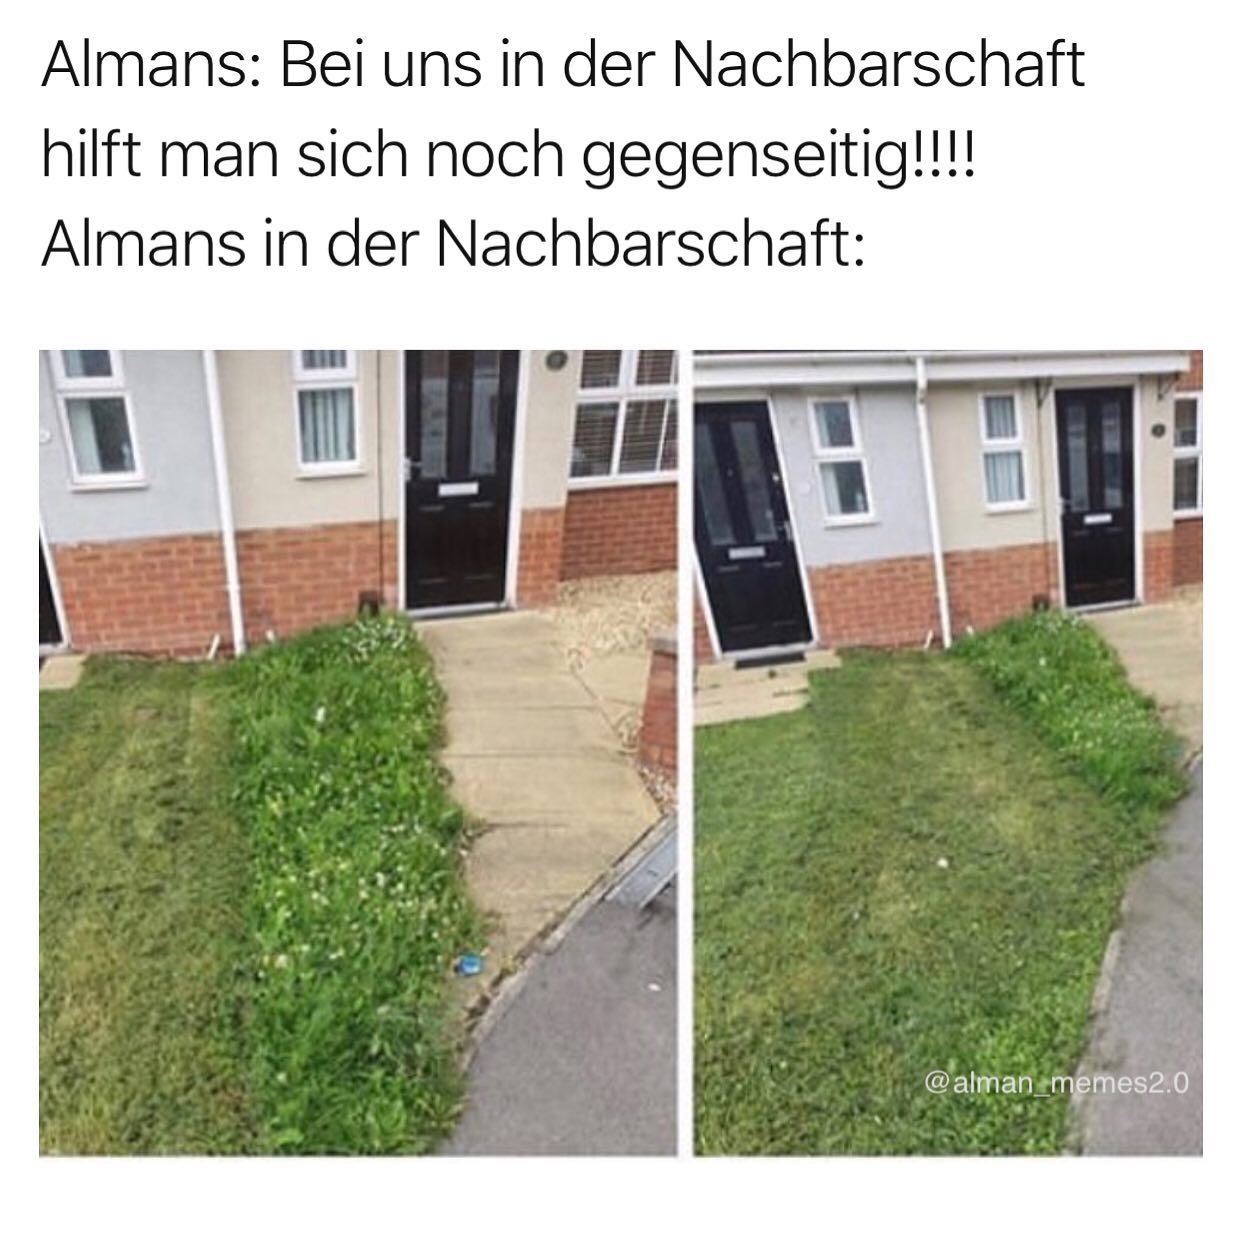 Almans: Bei uns in der Nachbarschaft
hilft man sich noch gegenseitig!!!!
Almans in der Nachbarschaft:
@alman_memes2.0